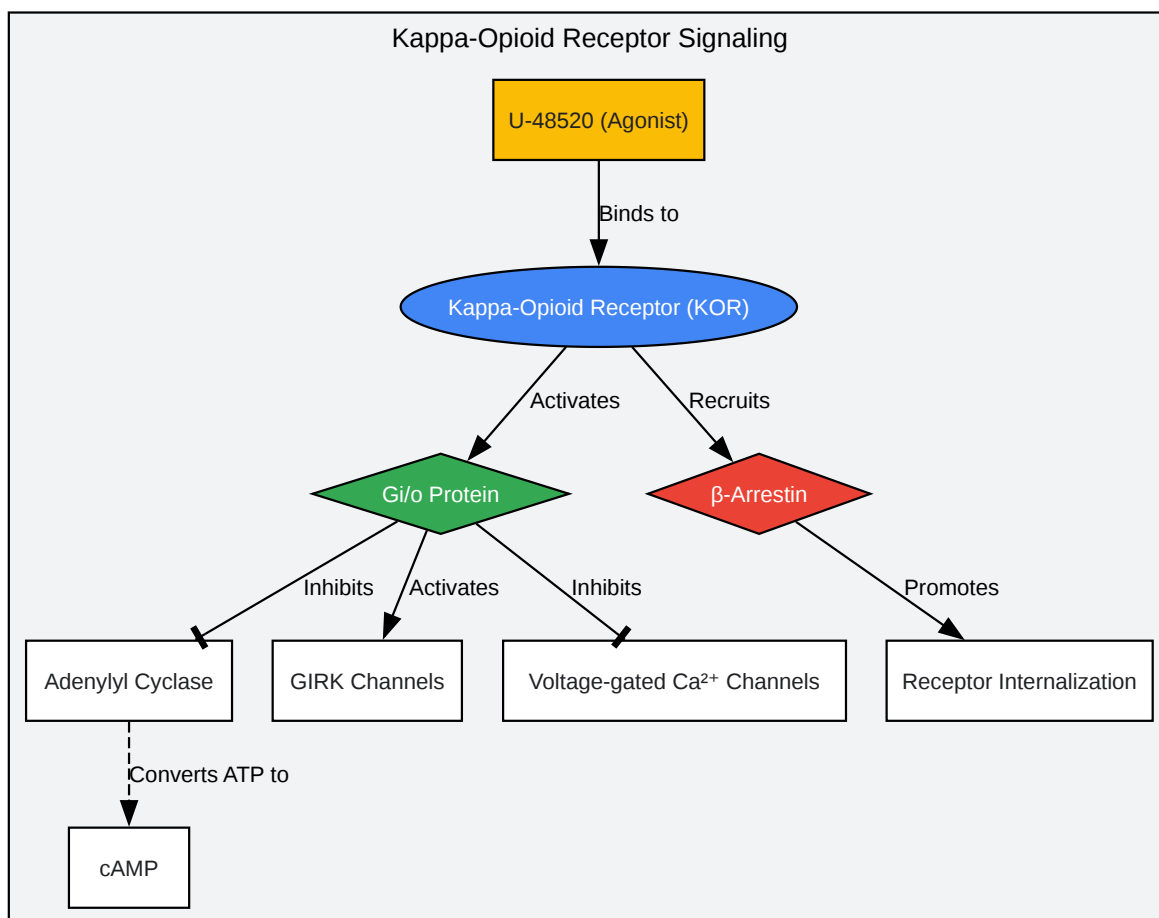 Kappa-Opioid Receptor Signaling
U-48520 (Agonist)
Binds to
Kappa-Opioid Receptor (KOR)
Activates
Recruits
Gi/o Protein
β-Arrestin
Inhibits
Activates
Inhibits
Promotes
Adenylyl Cyclase
GIRK Channels
Voltage-gated Ca²⁺ Channels
Receptor Internalization
Converts ATP to
cAMP